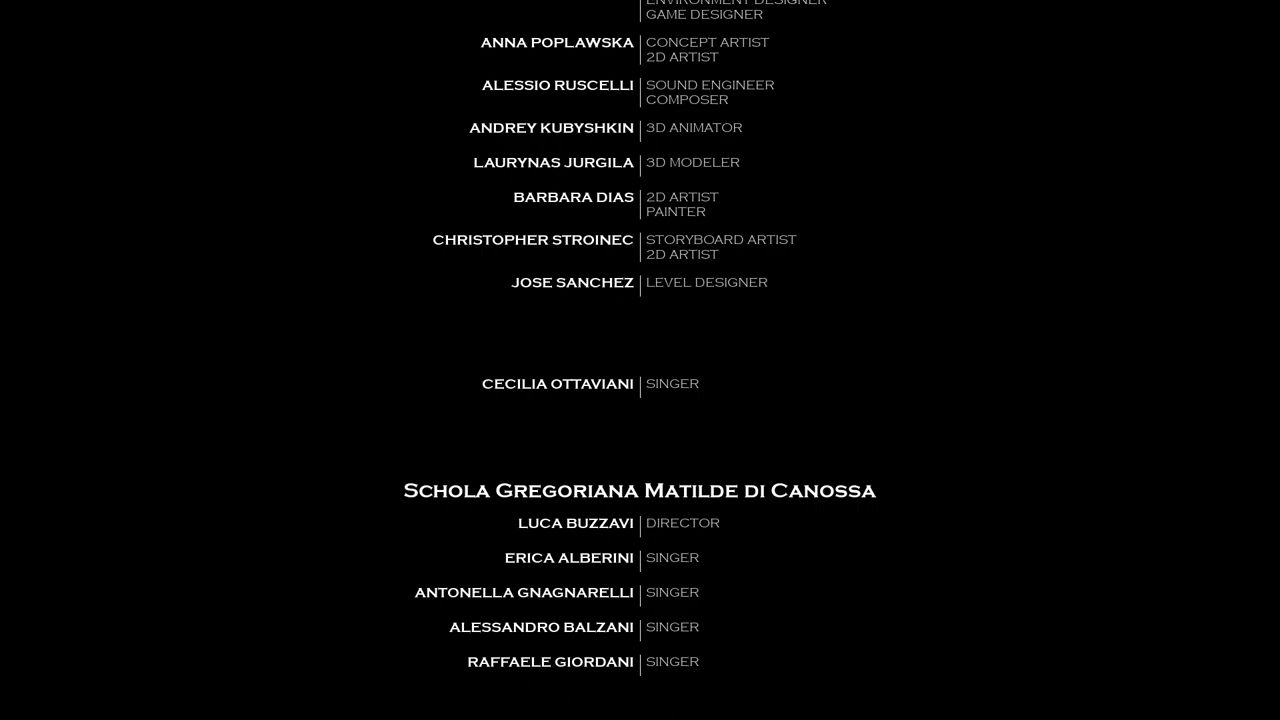 ENVIRONMENT DESIGNER
GAME DESIGNER
ANNA POPLAWSKA CONCEPT ARTIST
2D ARTIST
ALESSIO RUSCELLI SOUND ENGINEER
COMPOSER
ANDREY KUBYSHKIN 3D ANIMATOR
LAURYNAS JURGILA 3D MODELER
BARBARA DIAS 2D ARTIST
PAINTER
CHRISTOPHER STROINEC STORYBOARD ARTIST
2D ARTIST
JOSE SANCHEZ LEVEL DESIGNER
CECILIA OTTAVIANI SINGER
SCHOLA GREGORIANA MATILDE DI CANOSSA
LUCA BUZZAVI DIRECTOR
ERICA ALBERINI SINGER
ANTONELLA GNAGNARELLI SINGER
ALESSANDRO BALZANI SINGER
RAFFAELE GIORDANI SINGER